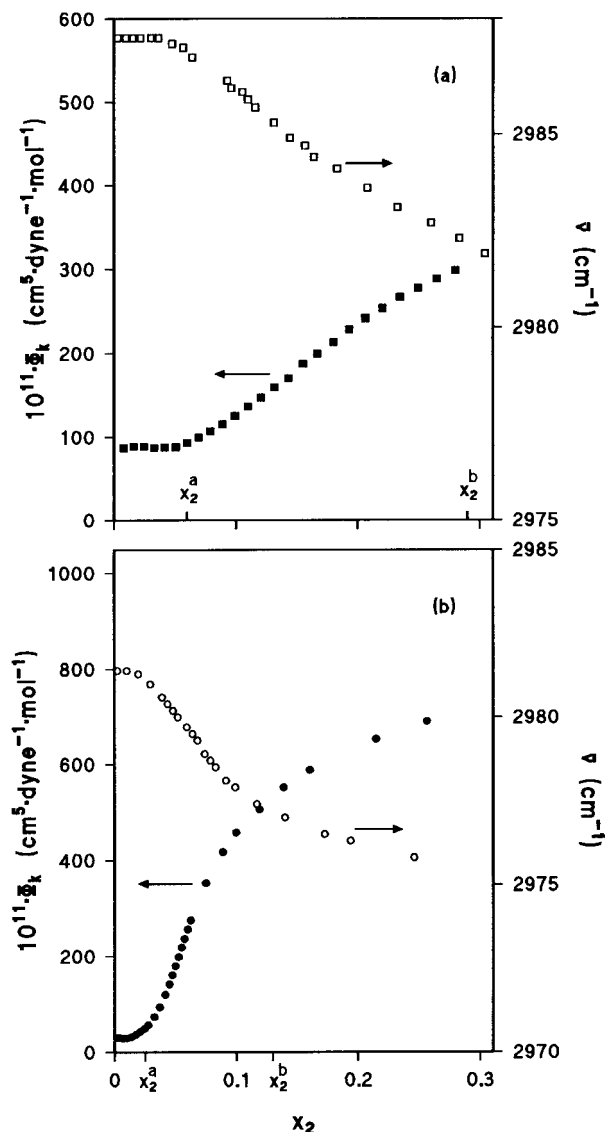 (a)
600
500
400
300
200
100
0
10¹¹·Φₖ (cm⁵·dyne⁻¹·mol⁻¹)
2985
2980
2975
ν̄ (cm⁻¹)
x₂ᵃ
x₂ᵇ
(b)
1000
800
600
400
200
0
10¹¹·Φₖ (cm⁵·dyne⁻¹·mol⁻¹)
2985
2980
2975
2970
ν̄ (cm⁻¹)
0
x₂ᵃ
0.1
x₂ᵇ
0.2
0.3
x₂